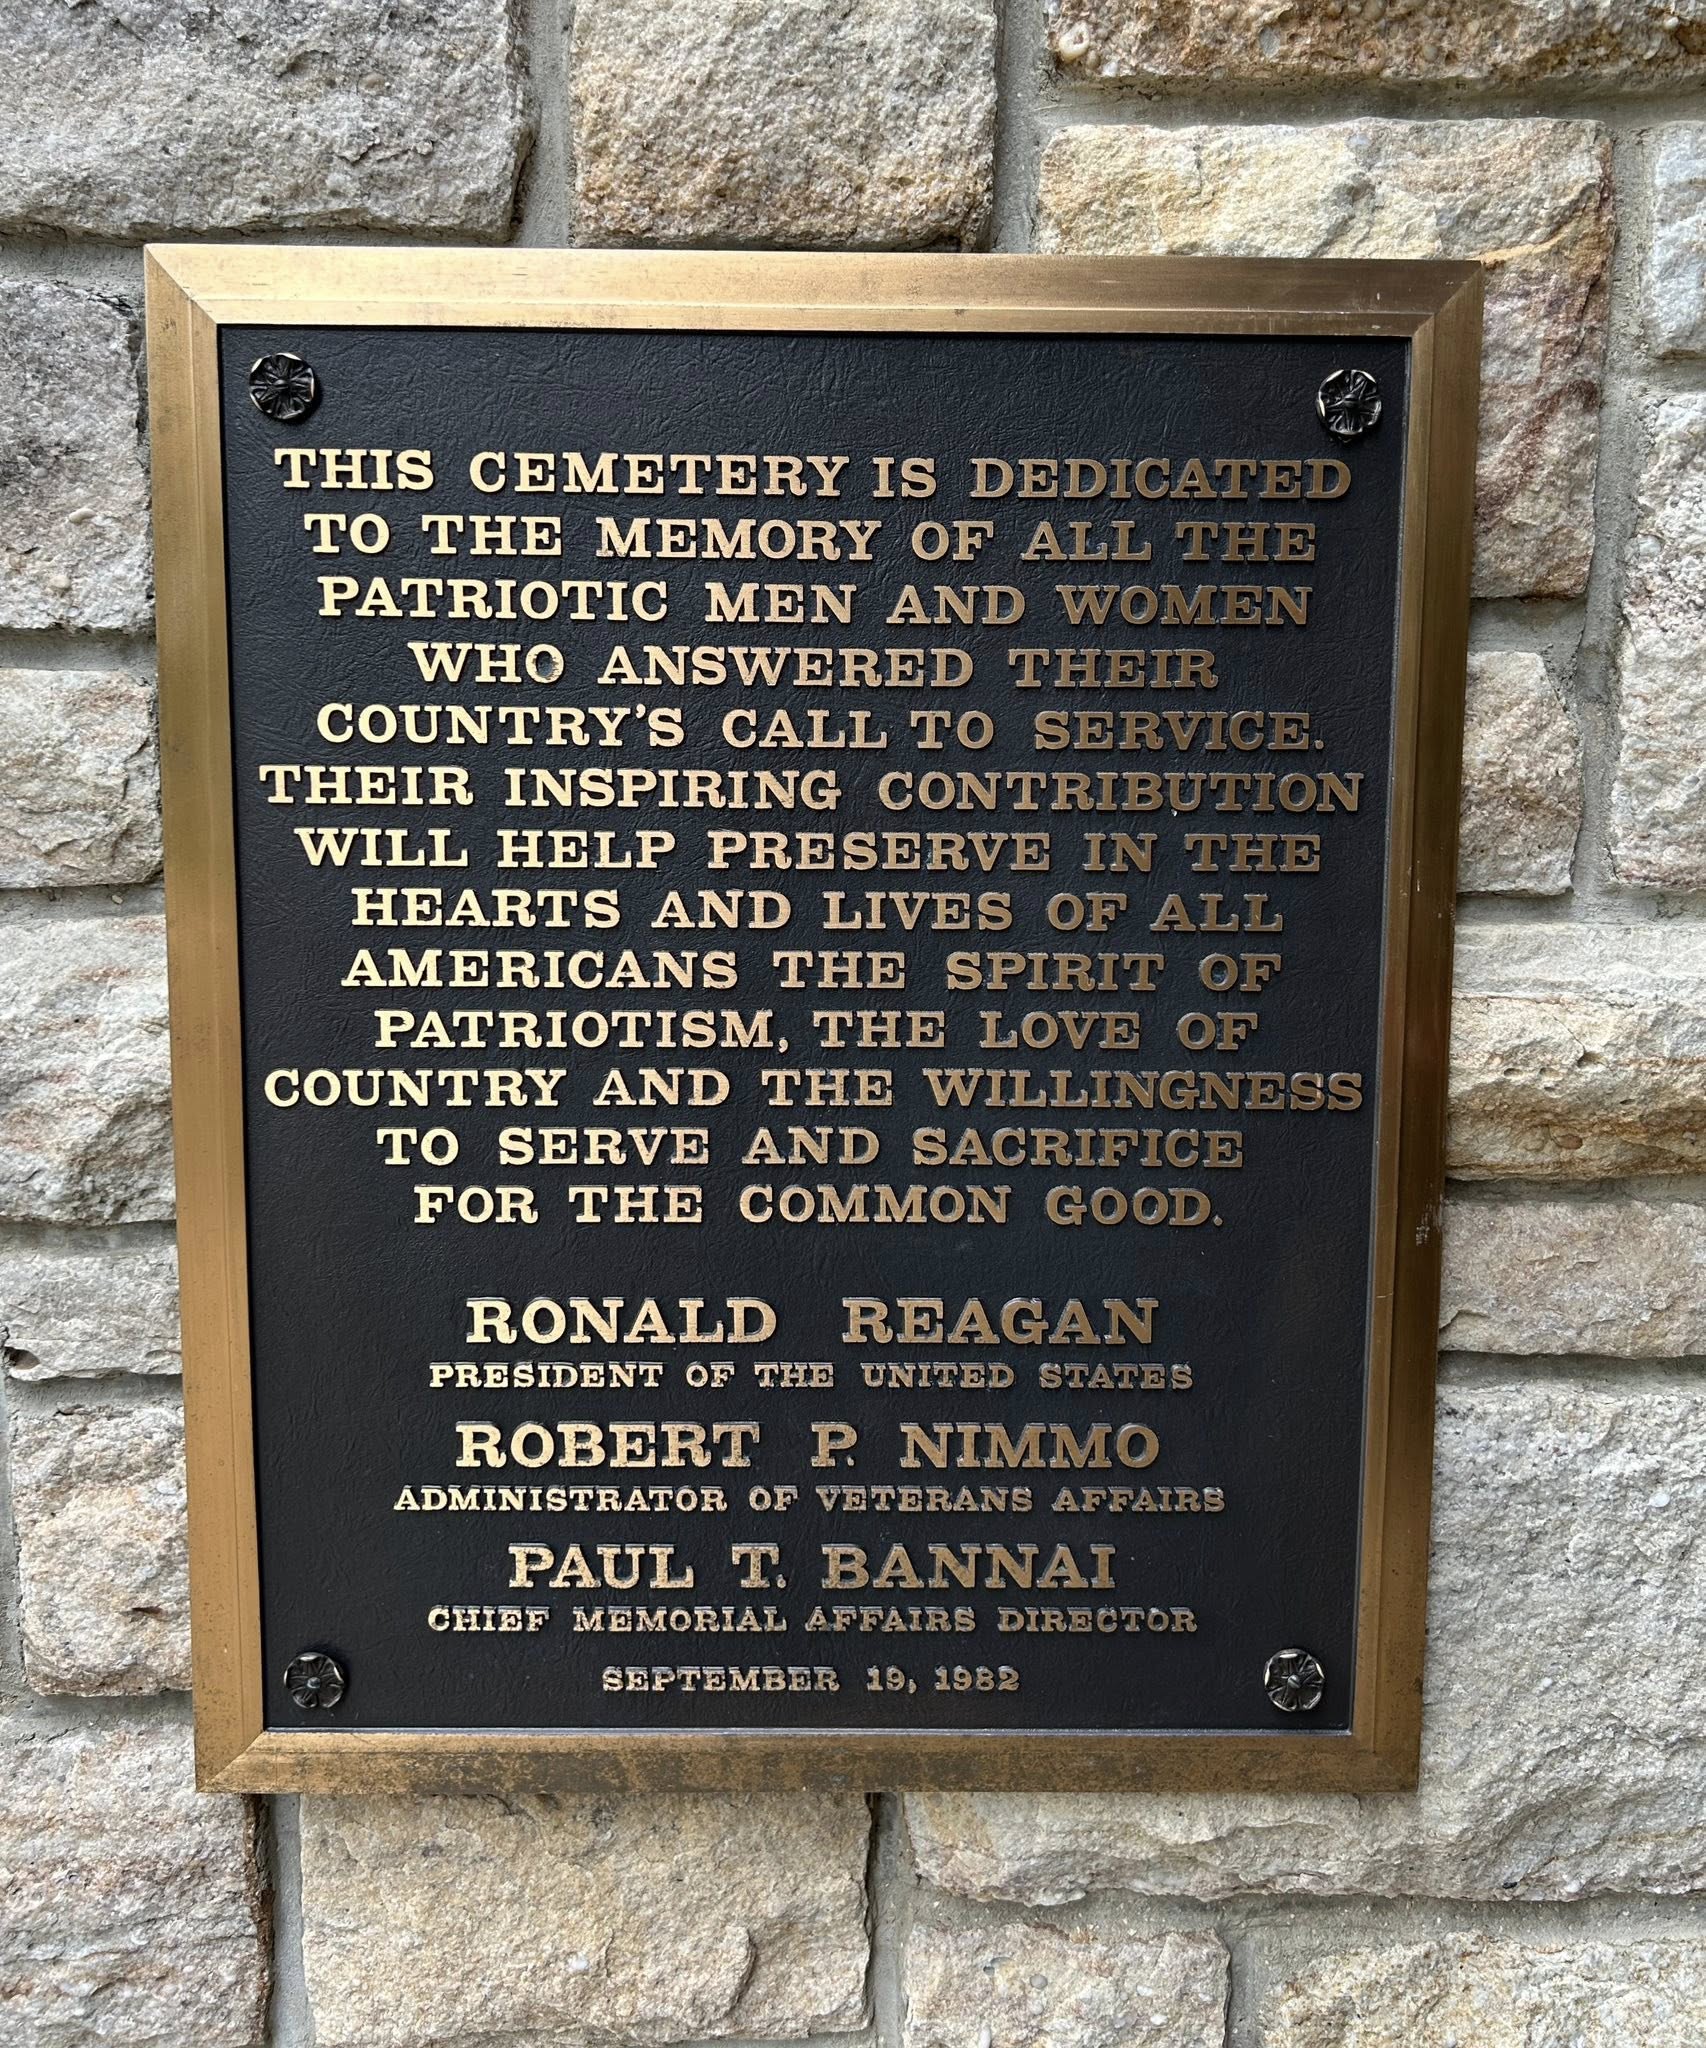 THIS CEMETERY IS DEDICATED
TO THE MEMORY OF ALL THE
PATRIOTIC MEN AND WOMEN
WHO ANSWERED THEIR
COUNTRY'S CALL TO SERVICE.
THEIR INSPIRING CONTRIBUTION
WILL HELP PRESERVE IN THE
HEARTS AND LIVES OF ALL
AMERICANS THE SPIRIT OF
PATRIOTISM, THE LOVE OF
COUNTRY AND THE WILLINGNESS
TO SERVE AND SACRIFICE
FOR THE COMMON GOOD.
RONALD REAGAN
PRESIDENT OF THE UNITED STATES
ROBERT P. NIMMO
ADMINISTRATOR OF VETERANS AFFAIRS
PAUL T. BANNAI
CHIEF MEMORIAL AFFAIRS DIRECTOR
SEPTEMBER 19, 1982